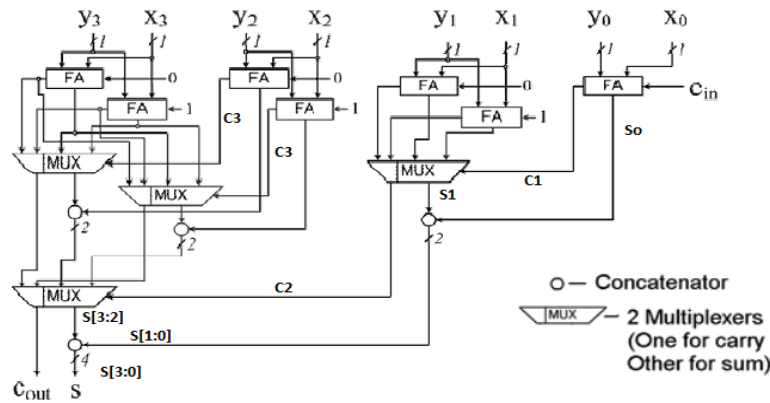 y3 x3 y2 x2 y1 x1 y0 x0
1 1 1 1 1 1 1 1
FA 0 FA 0 FA 0 FA
cin
FA 1 FA 1 FA 1
C3
C3
So
MUX
MUX
MUX
C1
S1
2
2
2
C2
MUX
S[3:2]
S[1:0]
4
S[3:0]
cout s
Concatenator
MUX
2 Multiplexers
(One for carry
Other for sum)